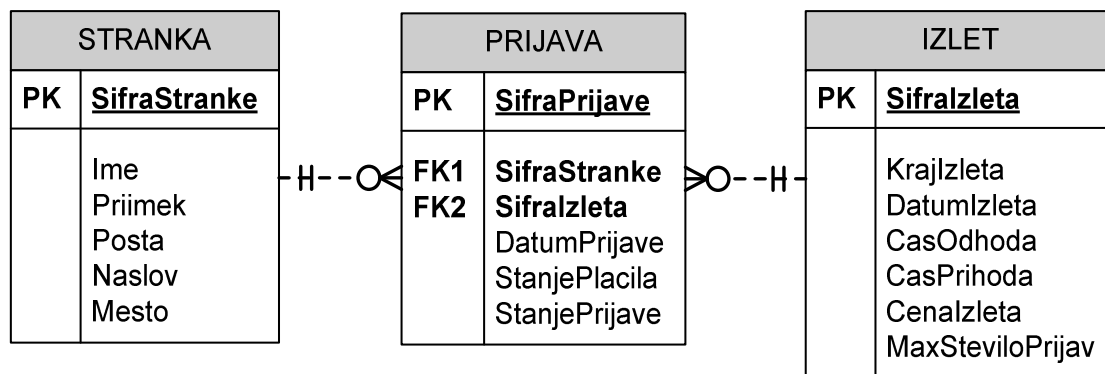 STRANKA
PK SifraStranke
Ime
Priimek
Posta
Naslov
Mesto
PRIJAVA
PK SifraPrijave
FK1 SifraStranke
FK2 SifraIzleta
DatumPrijave
StanjePlacila
StanjePrijave
IZLET
PK SifraIzleta
KrajIzleta
DatumIzleta
CasOdhoda
CasPrihoda
CenaIzleta
MaxSteviloPrijav